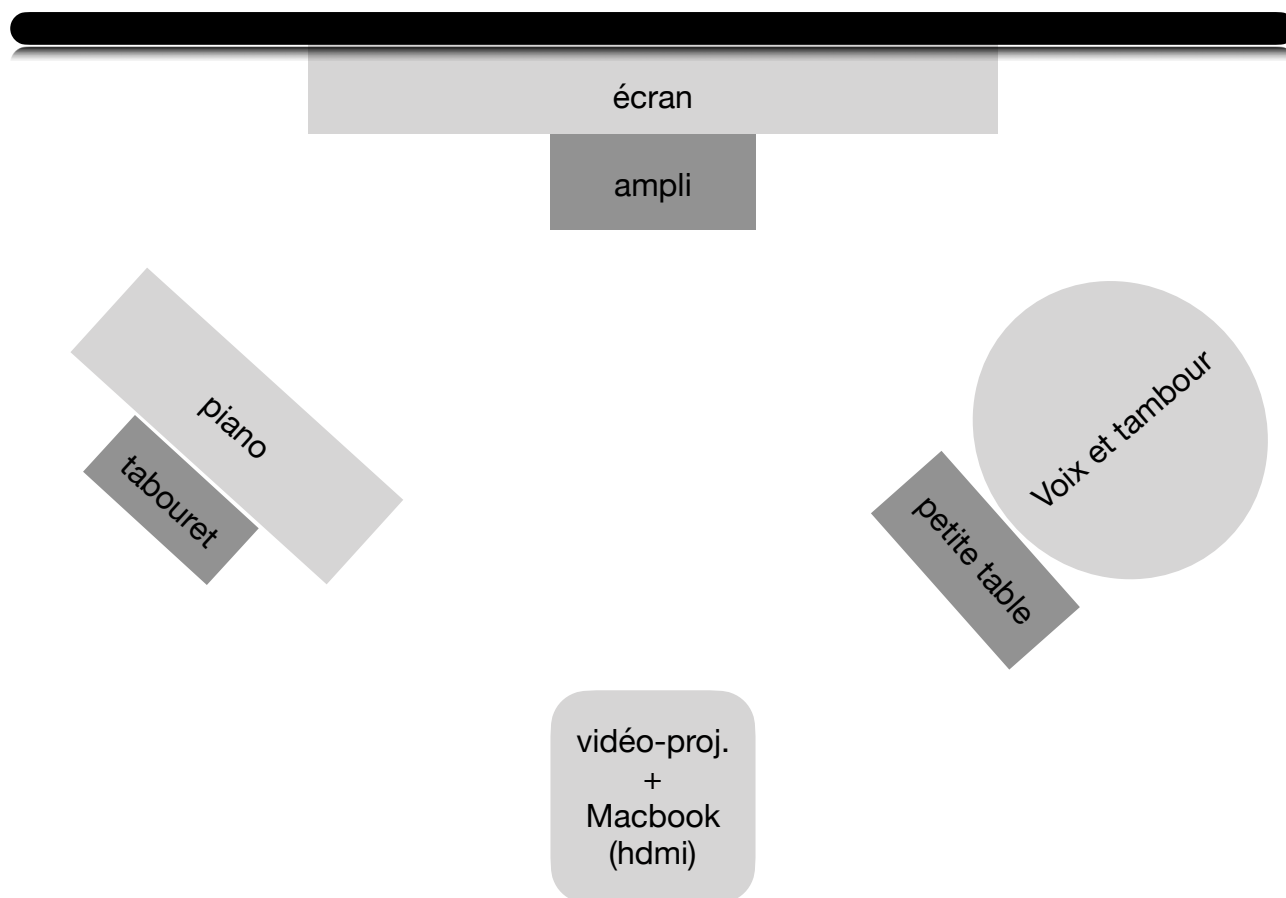 écran
ampli
piano
tabouret
Voix et tambour
petite table
vidéo-proj.
+
Macbook
(hdmi)